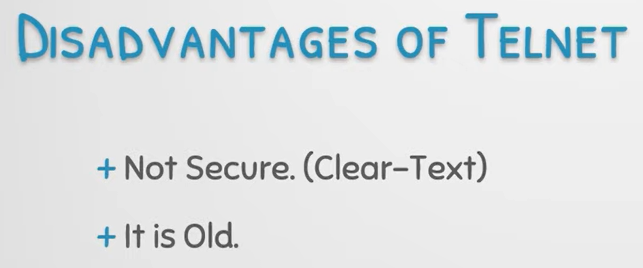 Disadvantages of Telnet
+ Not Secure. (Clear-Text)
+ It is Old.